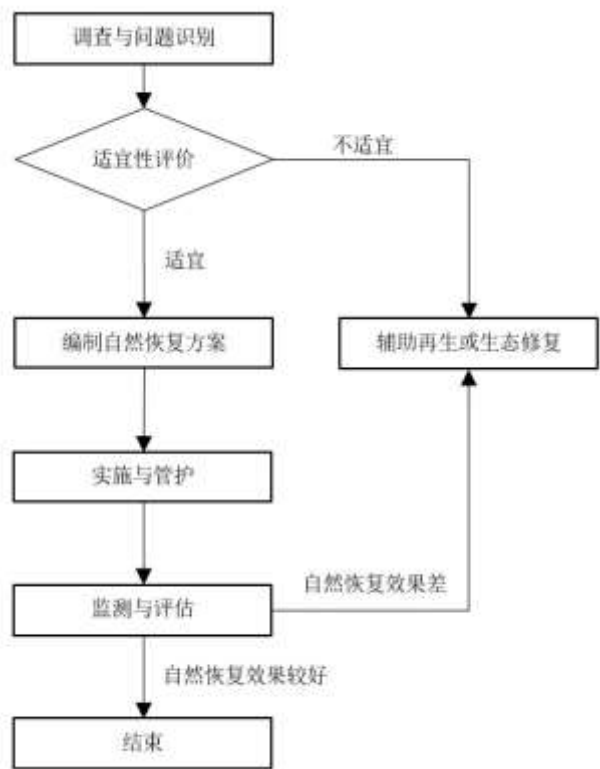 调查与问题识别
适宜性评价
不适宜
适宜
编制自然恢复方案
辅助再生或生态修复
实施与管护
监测与评估
自然恢复效果差
自然恢复效果较好
结束